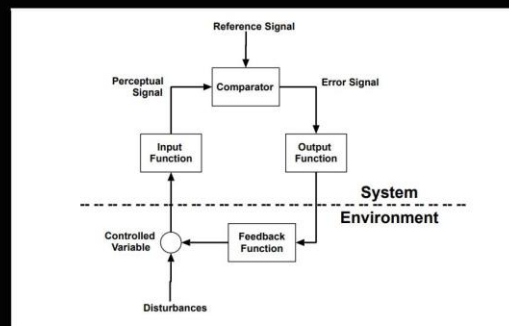 Reference Signal
Perceptual
Signal
Comparator
Error Signal
Input
Function
Output
Function
System
Environment
Controlled
Variable
Feedback
Function
Disturbances